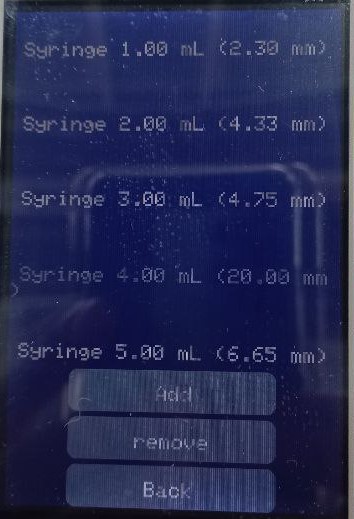 Syringe 1.00 mL (2.30 mm)
Syringe 2.00 mL (4.33 mm)
Syringe 3.00 mL (4.75 mm)
Syringe 4.00 mL (20.00 mm
)
Syringe 5.00 mL (6.65 mm)
Add
remove
Back